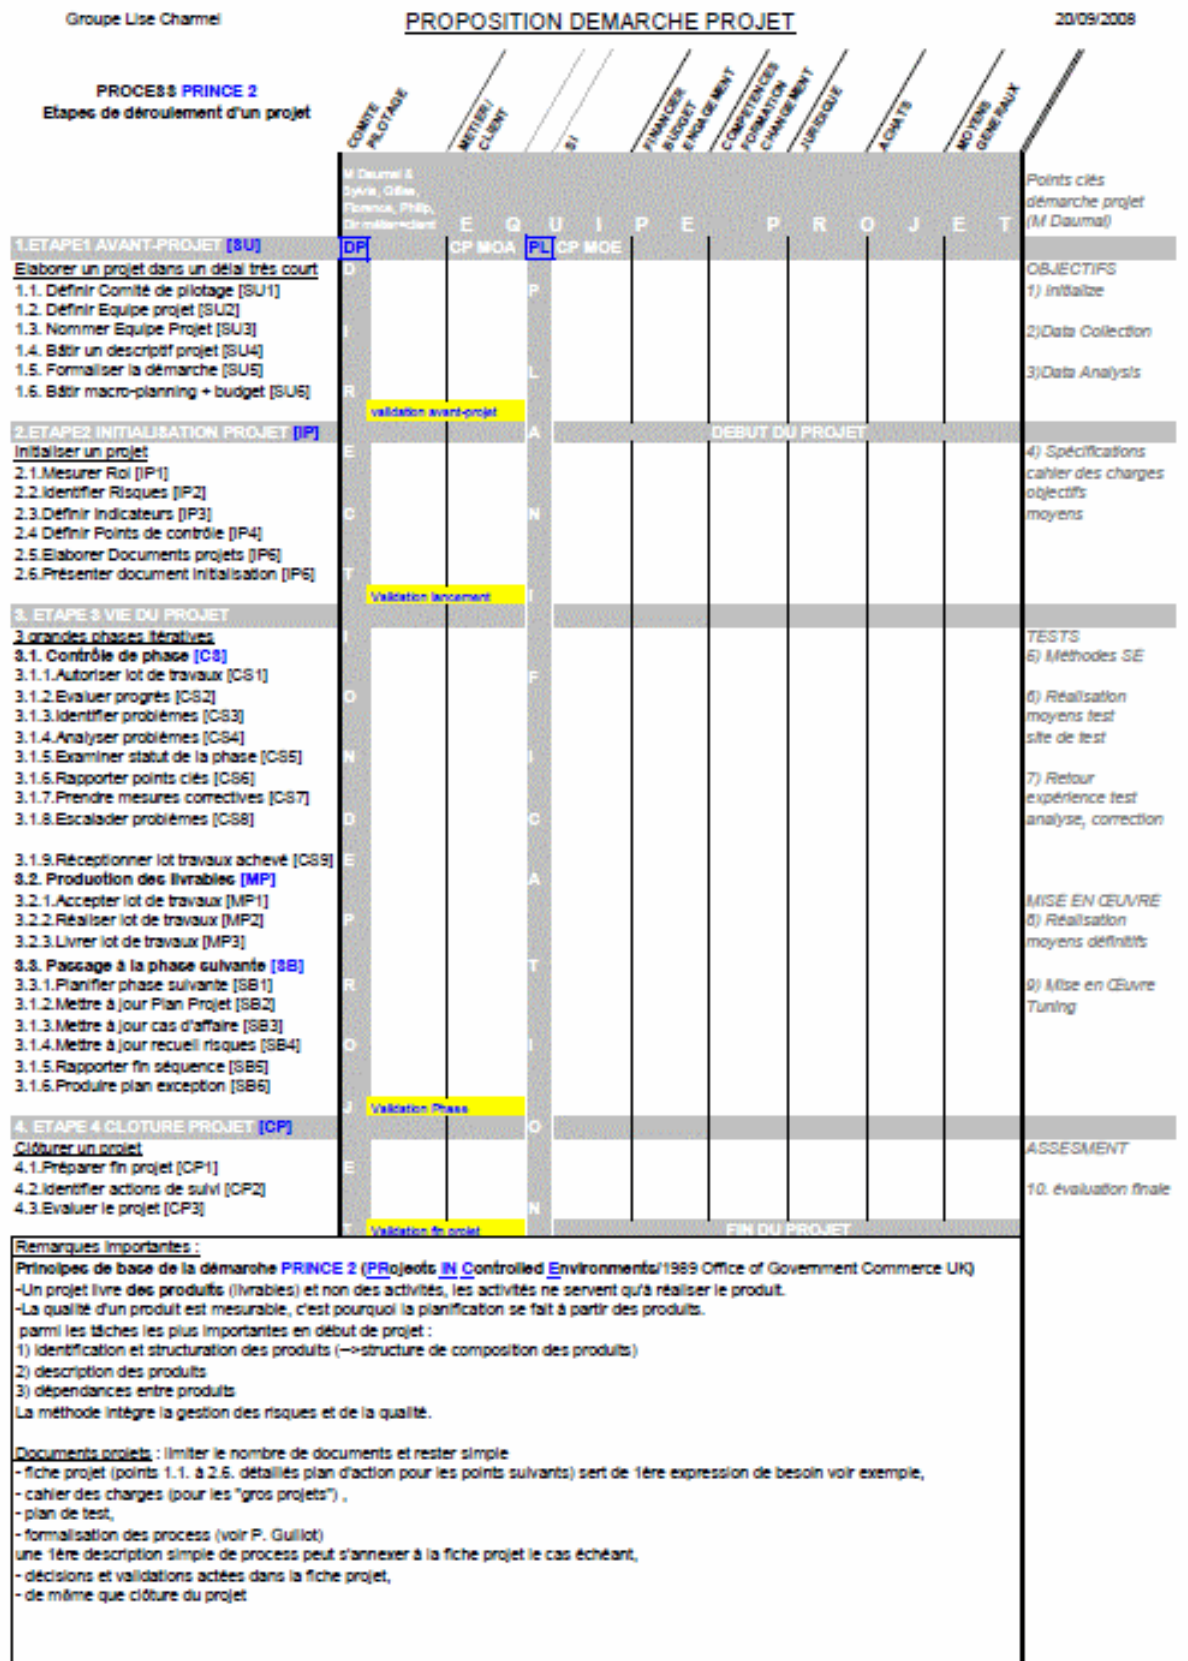 Groupe Lise Charmel
PROPOSITION DEMARCHE PROJET
20/09/2008
PROCESS PRINCE 2
Etapes de déroulement d'un projet
COMITE PILOTAGE
METIER/ CLIENT
SI
FINANCIER BUDGET ENGAGEMENT
COMPETENCES FORMATION CHANGEMENT
JURIDIQUE
ACHATS
MOYENS GENERAUX
M Daumal &
Sylvie, Gilles,
Florence, Philip,
Dir métier+client
E Q U I P E P R O J E T
Points clés
démarche projet
(M Daumal)
1.ETAPE1 AVANT-PROJET [SU]
DP
CP MOA
PL
CP MOE
D I R E C T I O N D E P R O J E T
P L A N I F I C A T I O N
Elaborer un projet dans un délai très court
OBJECTIFS
1.1. Définir Comité de pilotage [SU1]
1) Initialize
1.2. Définir Equipe projet [SU2]
1.3. Nommer Equipe Projet [SU3]
2)Data Collection
1.4. Bâtir un descriptif projet [SU4]
1.5. Formaliser la démarche [SU5]
3)Data Analysis
1.6. Bâtir macro-planning + budget [SU6]
validation avant-projet
2.ETAPE2 INITIALISATION PROJET [IP]
DEBUT DU PROJET
Initialiser un projet
4) Spécifications
2.1.Mesurer Roi [IP1]
cahier des charges
2.2.Identifier Risques [IP2]
objectifs
2.3.Définir Indicateurs [IP3]
moyens
2.4 Définir Points de contrôle [IP4]
2.5.Elaborer Documents projets [IP6]
2.6.Présenter document Initialisation [IP6]
Validation lancement
3. ETAPE 3 VIE DU PROJET
3 grandes phases itératives
TESTS
3.1. Contrôle de phase [CS]
5) Méthodes SE
3.1.1.Autoriser lot de travaux [CS1]
3.1.2.Evaluer progrés [CS2]
6) Réalisation
3.1.3.Identifier problèmes [CS3]
moyens test
3.1.4.Analyser problèmes [CS4]
site de test
3.1.5.Examiner statut de la phase [CS5]
3.1.6.Rapporter points clés [CS6]
7) Retour
3.1.7.Prendre mesures correctives [CS7]
expérience test
3.1.8.Escalader problèmes [CS8]
analyse, correction
3.1.9.Réceptionner lot travaux achevé [CS9]
3.2. Production des livrables [MP]
3.2.1.Accepter lot de travaux [MP1]
MISE EN ŒUVRE
3.2.2.Réaliser lot de travaux [MP2]
8) Réalisation
3.2.3.Livrer lot de travaux [MP3]
moyens définitifs
3.3. Passage à la phase suivante [SB]
3.3.1.Planifier phase suivante [SB1]
9) Mise en Œuvre
3.1.2.Mettre à jour Plan Projet [SB2]
Tuning
3.1.3.Mettre à jour cas d'affaire [SB3]
3.1.4.Mettre à jour recueil risques [SB4]
3.1.5.Rapporter fin séquence [SB5]
3.1.6.Produire plan exception [SB6]
Validation Phase
4. ETAPE 4 CLOTURE PROJET [CP]
Clôturer un projet
ASSESMENT
4.1.Préparer fin projet [CP1]
4.2.Identifier actions de suivi [CP2]
10. évaluation finale
4.3.Evaluer le projet [CP3]
Validation fin projet
FIN DU PROJET
Remarques Importantes :
Principes de base de la démarche PRINCE 2 (PRojects IN Controlled Environments/1989 Office of Government Commerce UK)
-Un projet livre des produits (livrables) et non des activités, les activités ne servent qu'à réaliser le produit.
-La qualité d'un produit est mesurable, c'est pourquoi la planification se fait à partir des produits.
parmi les tâches les plus importantes en début de projet :
1) identification et structuration des produits (-->structure de composition des produits)
2) description des produits
3) dépendances entre produits
La méthode intègre la gestion des risques et de la qualité.
Documents projets : limiter le nombre de documents et rester simple
- fiche projet (points 1.1. à 2.6. détaillés plan d'action pour les points suivants) sert de 1ère expression de besoin voir exemple,
- cahier des charges (pour les "gros projets") ,
- plan de test,
- formalisation des process (voir P. Guillot)
une 1ère description simple de process peut s'annexer à la fiche projet le cas échéant,
- décisions et validations actées dans la fiche projet,
- de même que clôture du projet